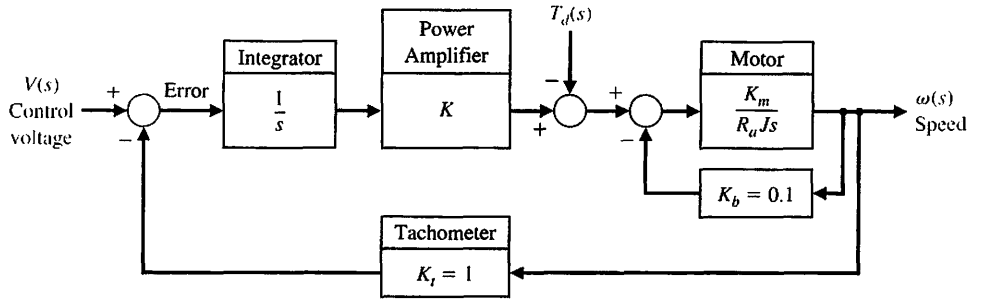 V(s)
Control
voltage
+
−
Error
Integrator
1
s
Power
Amplifier
K
T_d(s)
−
+
+
−
Motor
K_m
R_a Js
ω(s)
Speed
K_b = 0.1
Tachometer
K_t = 1